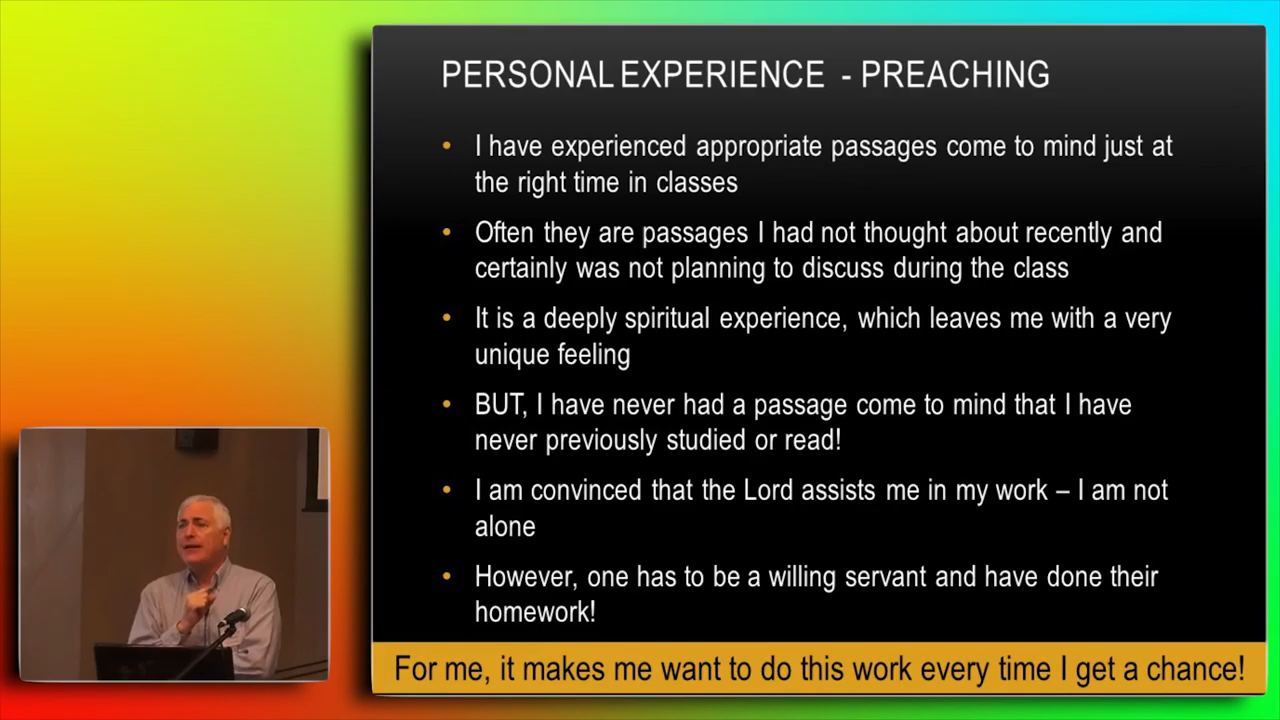 PERSONAL EXPERIENCE - PREACHING
• I have experienced appropriate passages come to mind just at
the right time in classes
• Often they are passages I had not thought about recently and
certainly was not planning to discuss during the class
• It is a deeply spiritual experience, which leaves me with a very
unique feeling
• BUT, I have never had a passage come to mind that I have
never previously studied or read!
• I am convinced that the Lord assists me in my work – I am not
alone
• However, one has to be a willing servant and have done their
homework!
For me, it makes me want to do this work every time I get a chance!